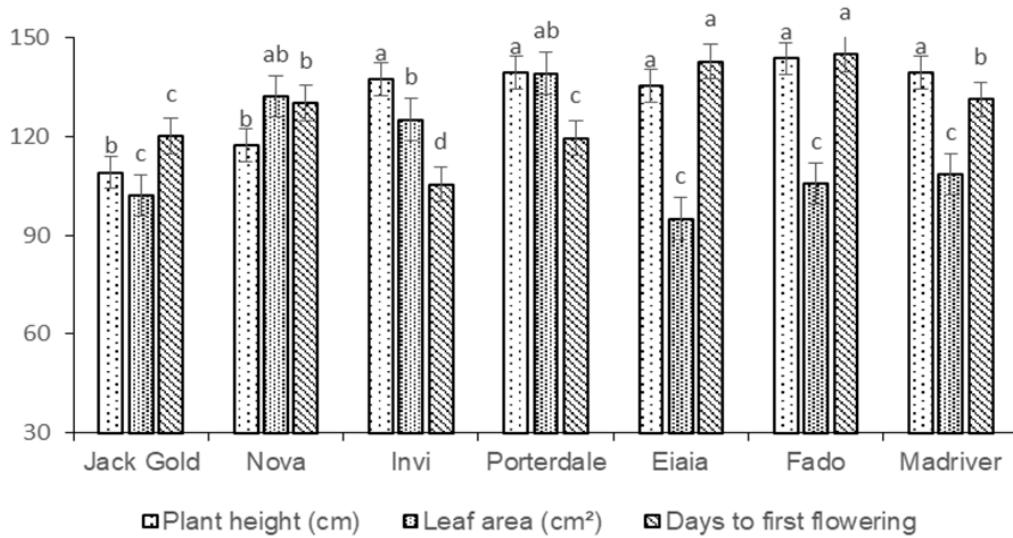 150
120
90
60
30
b c c
b ab b
a b d
a ab c
a c a
a c a
a c b
Jack Gold Nova Invi Porterdale Eiaia Fado Madriver
Plant height (cm) Leaf area (cm²) Days to first flowering